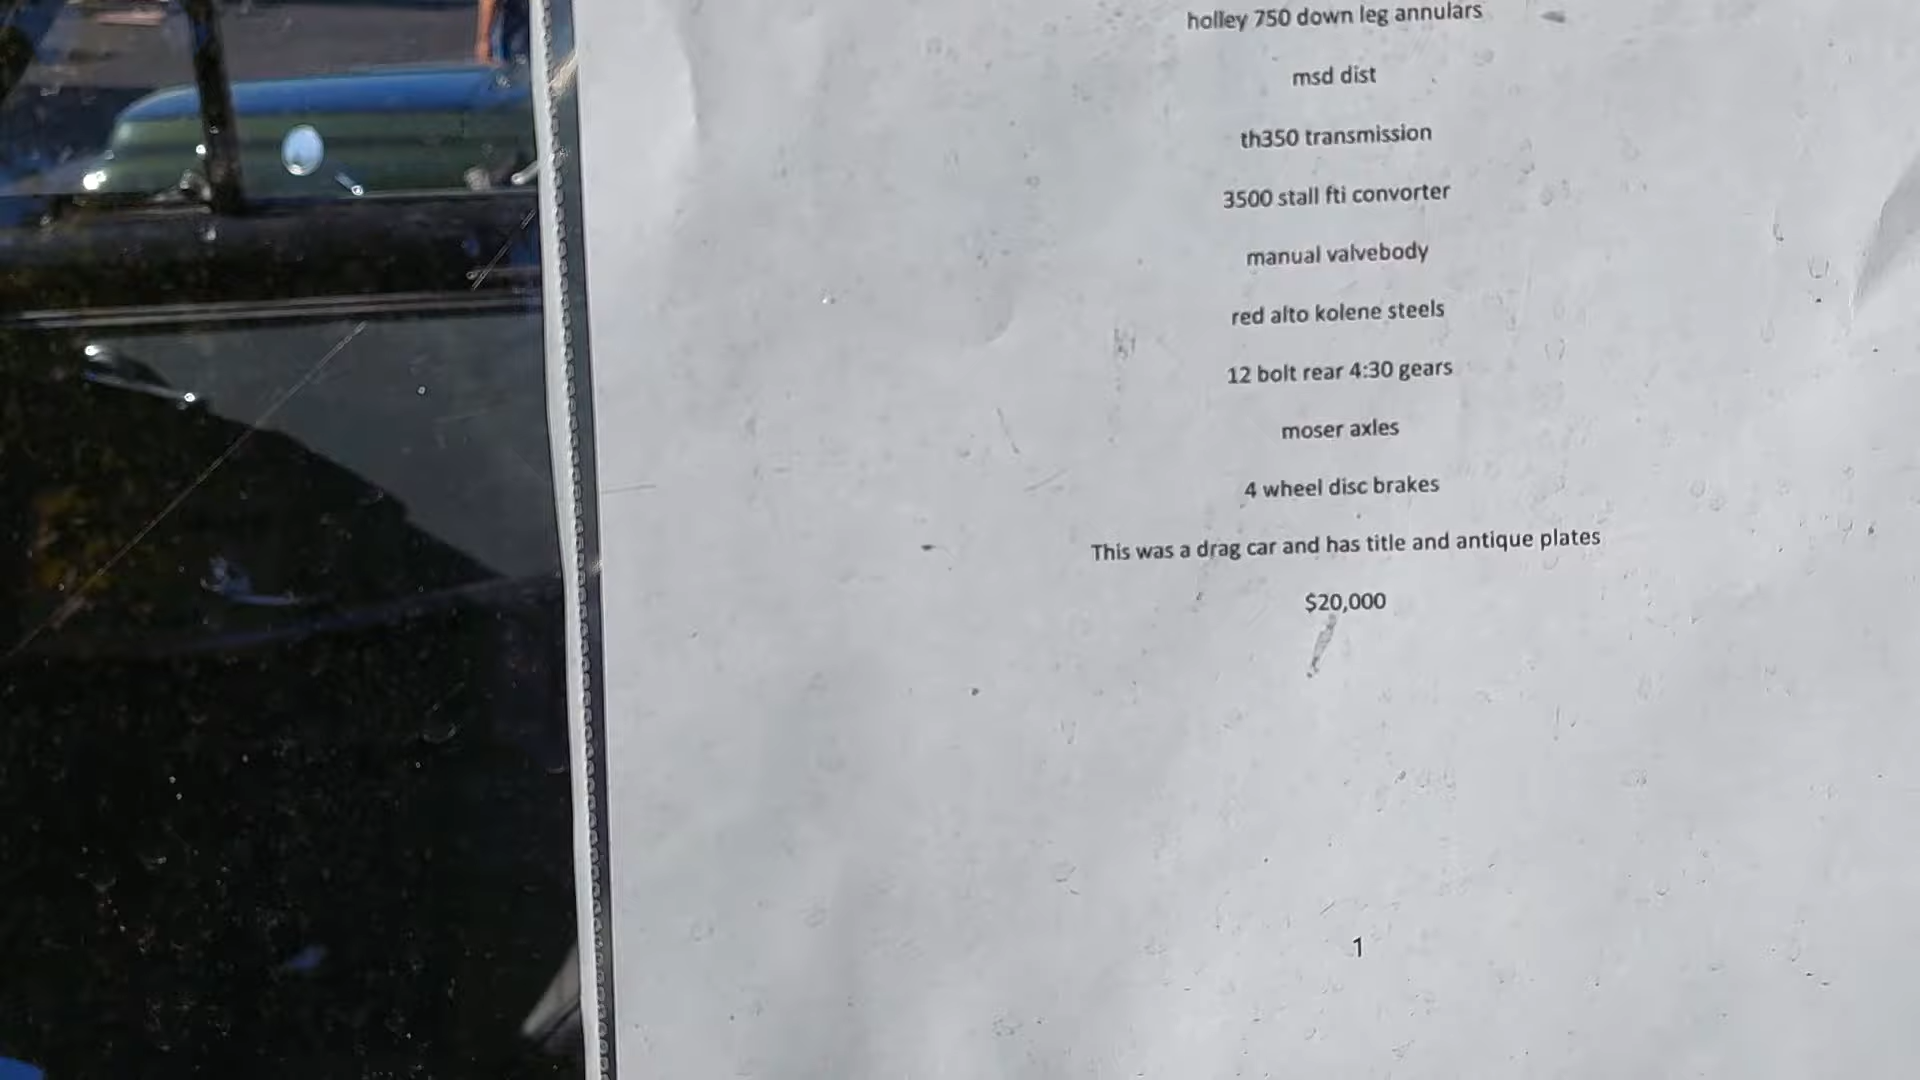 holley 750 down leg annulars
msd dist
th350 transmission
3500 stall fti convorter
manual valvebody
red alto kolene steels
12 bolt rear 4:30 gears
moser axles
4 wheel disc brakes
This was a drag car and has title and antique plates
$20,000
1